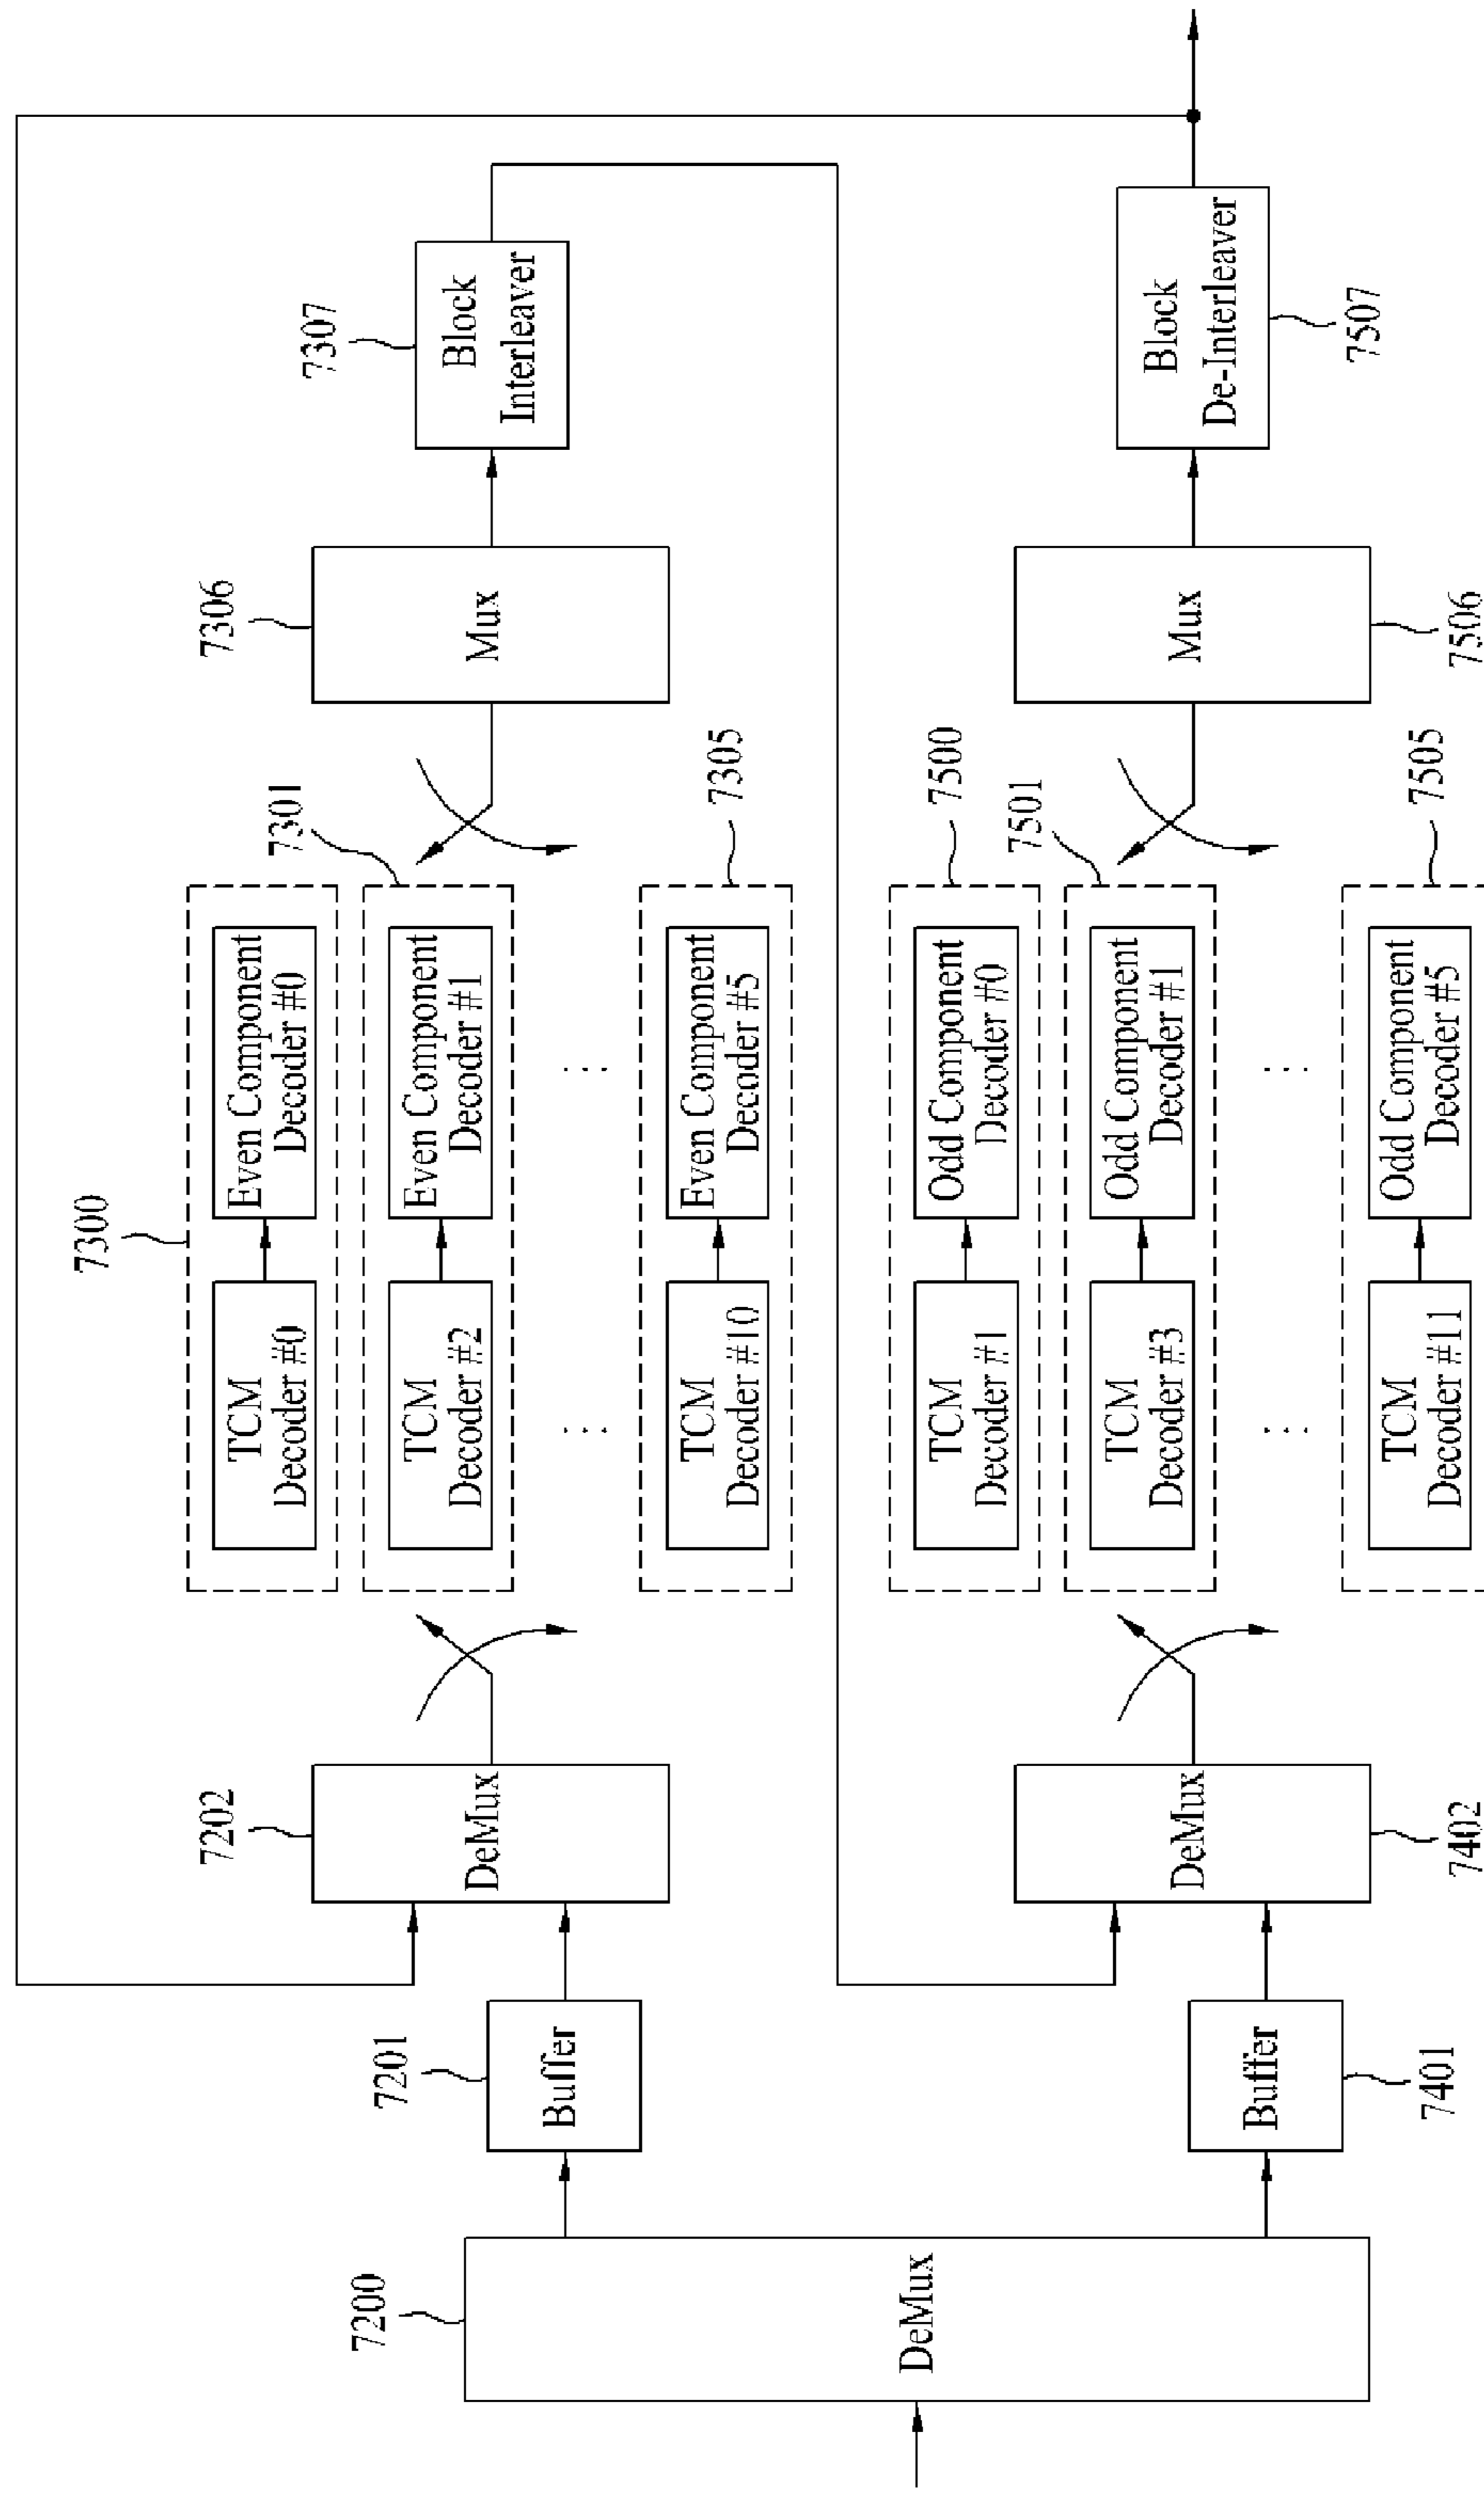 7200
DeMux
7201
Buffer
7202
DeMux
7300
TCM
Decoder #0
Even Component
Decoder #0
7301
TCM
Decoder #2
Even Component
Decoder #1
7305
TCM
Decoder #10
Even Component
Decoder #5
7306
Mux
7307
Block
Interleaver
Buffer
7401
DeMux
7402
7500
TCM
Decoder #1
Odd Component
Decoder #0
7501
TCM
Decoder #3
Odd Component
Decoder #1
7505
TCM
Decoder #11
Odd Component
Decoder #5
Mux
7506
Block
De-Interleaver
7507